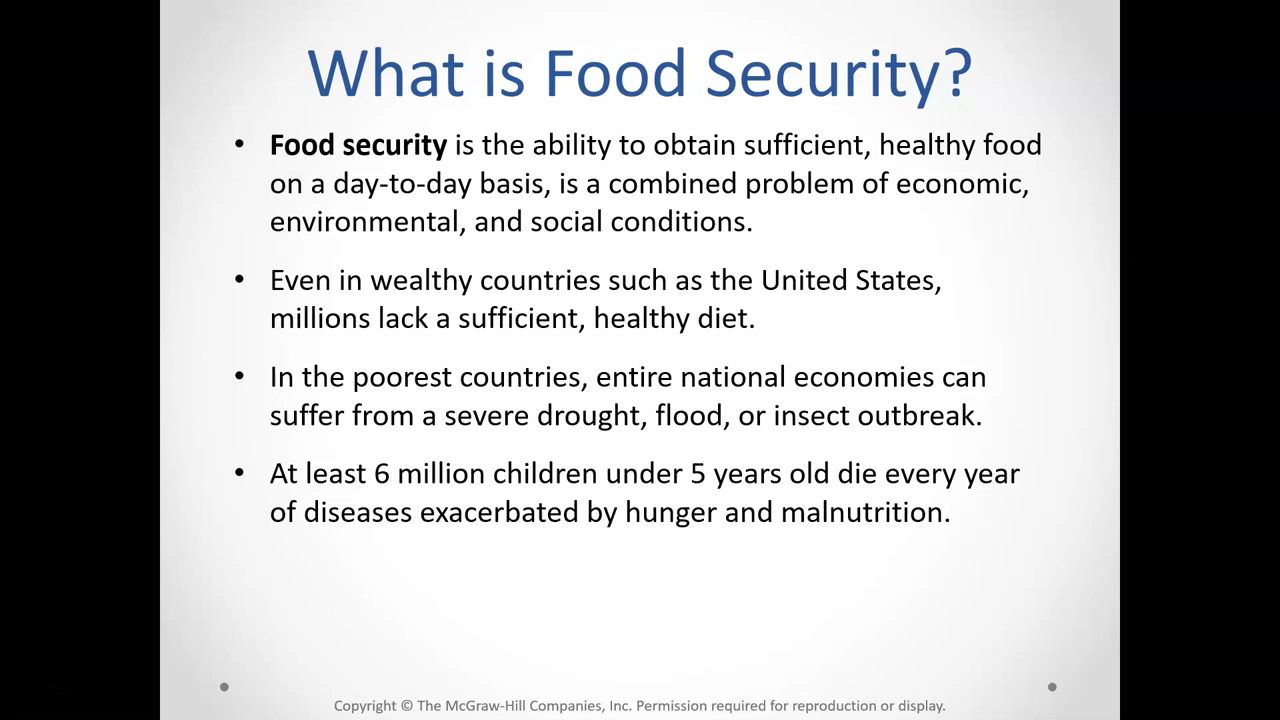 What is Food Security?
• Food security is the ability to obtain sufficient, healthy food
on a day-to-day basis, is a combined problem of economic,
environmental, and social conditions.
• Even in wealthy countries such as the United States,
millions lack a sufficient, healthy diet.
• In the poorest countries, entire national economies can
suffer from a severe drought, flood, or insect outbreak.
• At least 6 million children under 5 years old die every year
of diseases exacerbated by hunger and malnutrition.
Copyright © The McGraw-Hill Companies, Inc. Permission required for reproduction or display.